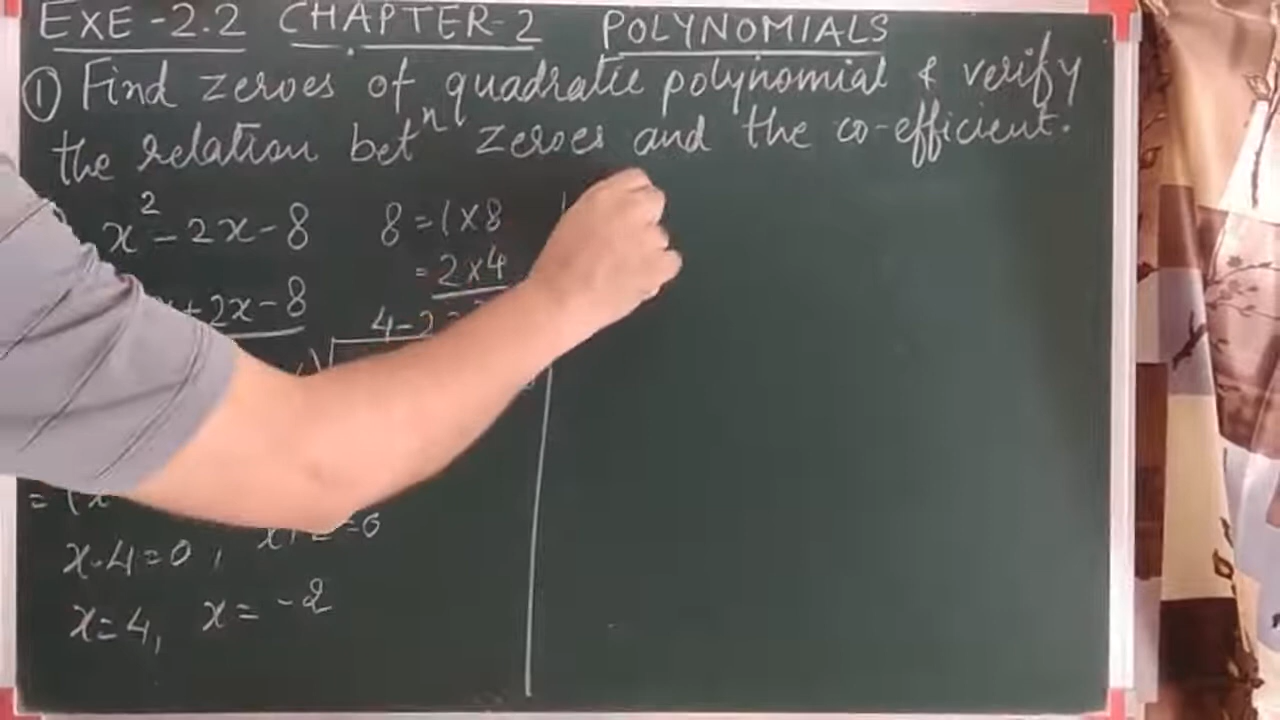 EXE-2.2 CHAPTER-2 POLYNOMIALS
① Find zeroes of quadratic polynomial & verify
the relation betⁿ zeroes and the co-efficient.
x²-2x-8
8=1×8
=2×4
+2x-8
4-2
= (x
x-4=0, =0
x=4, x=-2